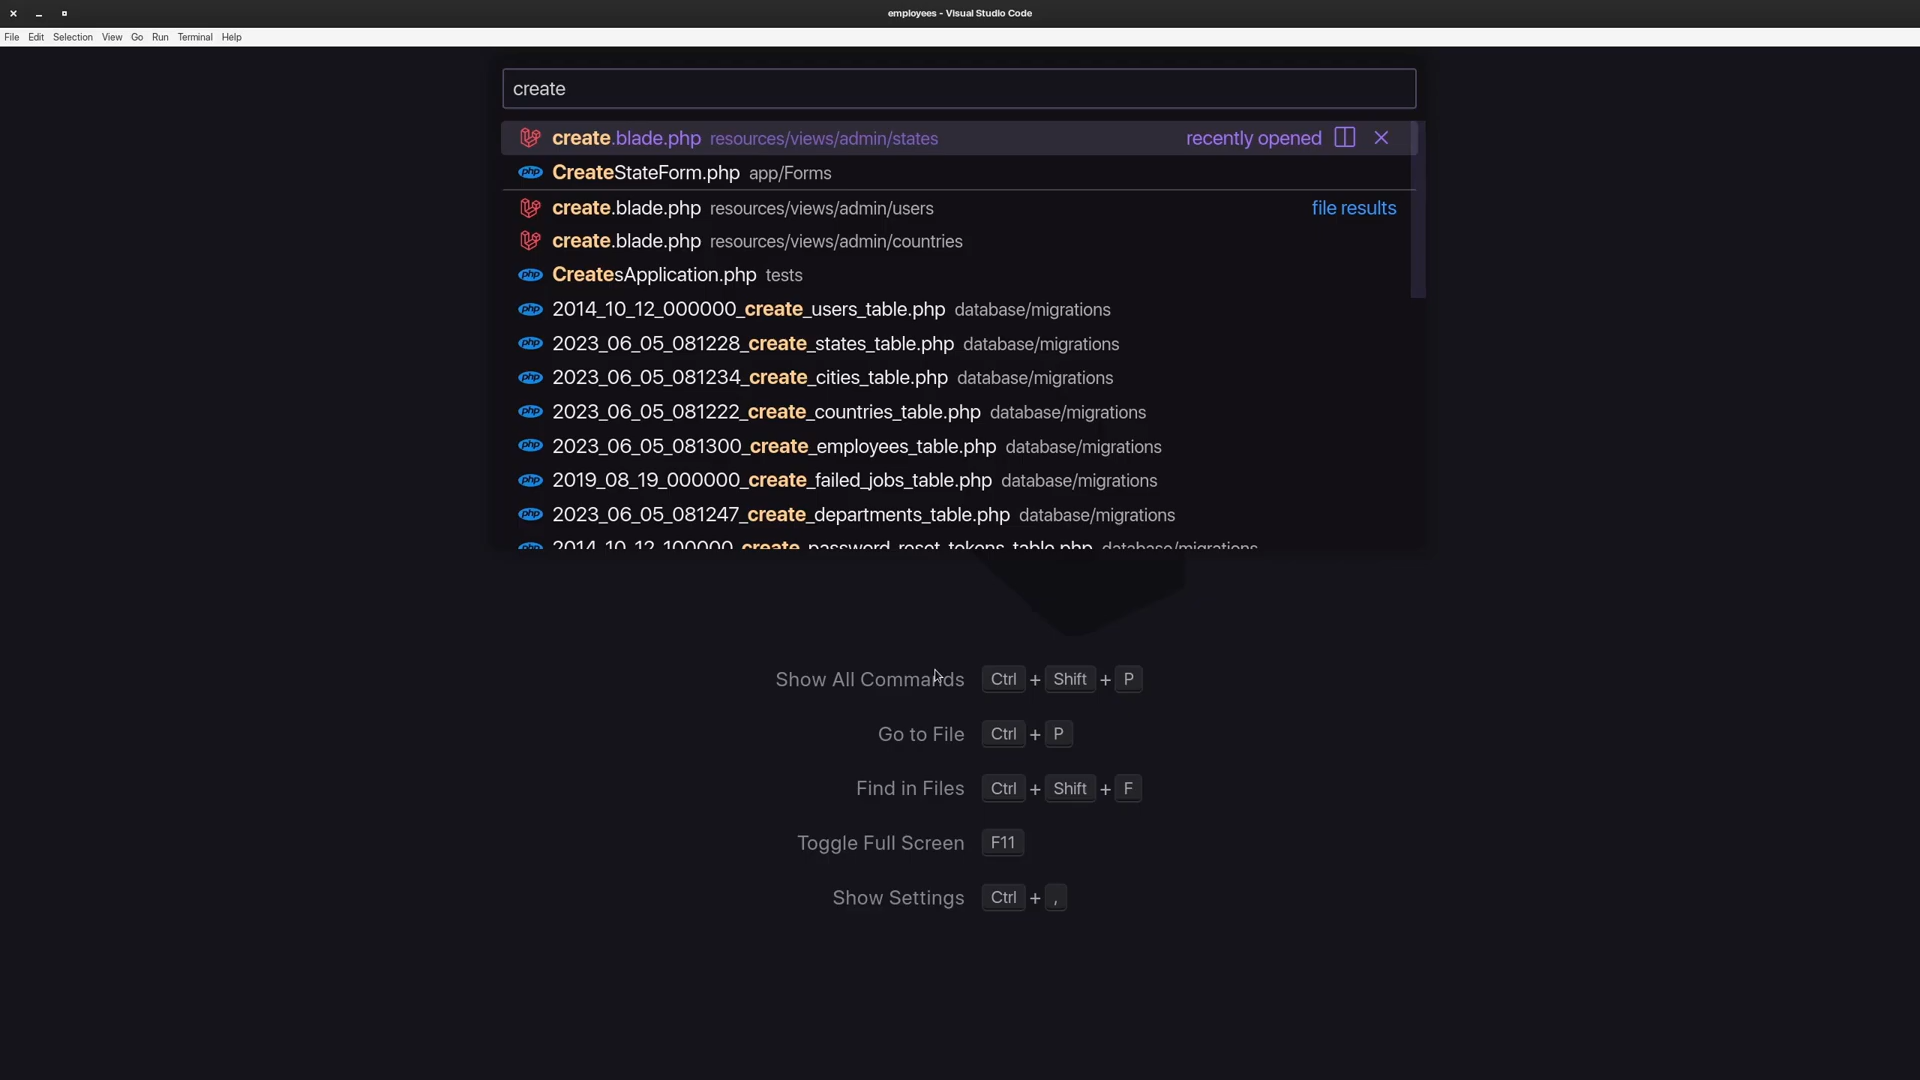 employees - Visual Studio Code
File Edit Selection View Go Run Terminal Help
create
create.blade.php resources/views/admin/states recently opened
CreateStateForm.php app/Forms
create.blade.php resources/views/admin/users file results
create.blade.php resources/views/admin/countries
CreatesApplication.php tests
2014_10_12_000000_create_users_table.php database/migrations
2023_06_05_081228_create_states_table.php database/migrations
2023_06_05_081234_create_cities_table.php database/migrations
2023_06_05_081222_create_countries_table.php database/migrations
2023_06_05_081300_create_employees_table.php database/migrations
2019_08_19_000000_create_failed_jobs_table.php database/migrations
2023_06_05_081247_create_departments_table.php database/migrations
2014_10_12_100000_create_password_reset_tokens_table.php database/migrations
Show All Commands Ctrl + Shift + P
Go to File Ctrl + P
Find in Files Ctrl + Shift + F
Toggle Full Screen F11
Show Settings Ctrl + ,